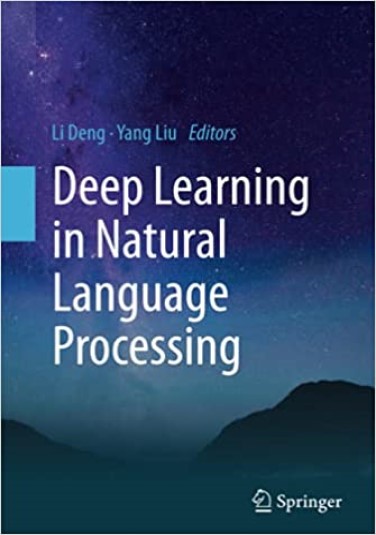 Li Deng · Yang Liu Editors
Deep Learning
in Natural
Language
Processing
Springer